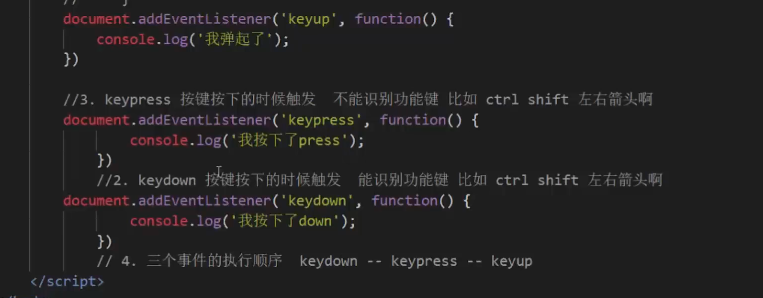 document.addEventListener('keyup', function() {
console.log('我弹起了');
})
//3. keypress 按键按下的时候触发 不能识别功能键 比如 ctrl shift 左右箭头啊
document.addEventListener('keypress', function() {
console.log('我按下了press');
})
//2. keydown 按键按下的时候触发 能识别功能键 比如 ctrl shift 左右箭头啊
document.addEventListener('keydown', function() {
console.log('我按下了down');
})
// 4. 三个事件的执行顺序 keydown -- keypress -- keyup
</script>